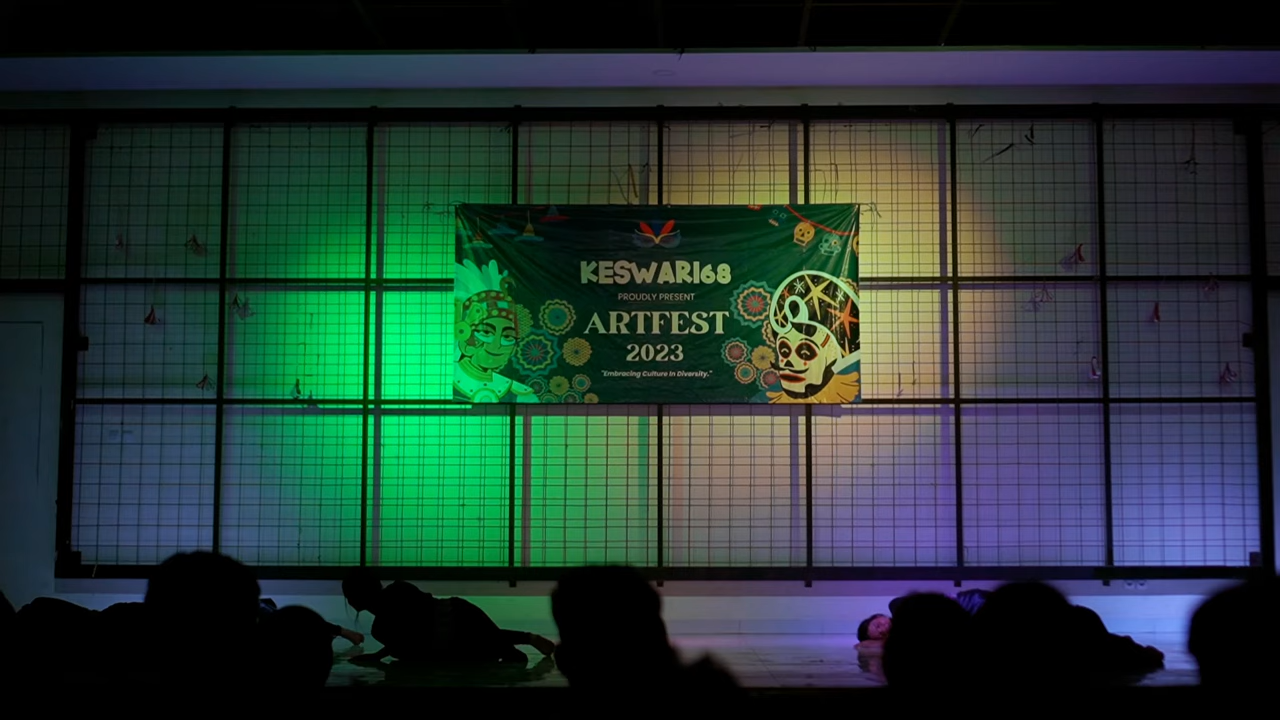 KESWARI68
PROUDLY PRESENT
ARTFEST
2023
"Embracing Culture In Diversity."